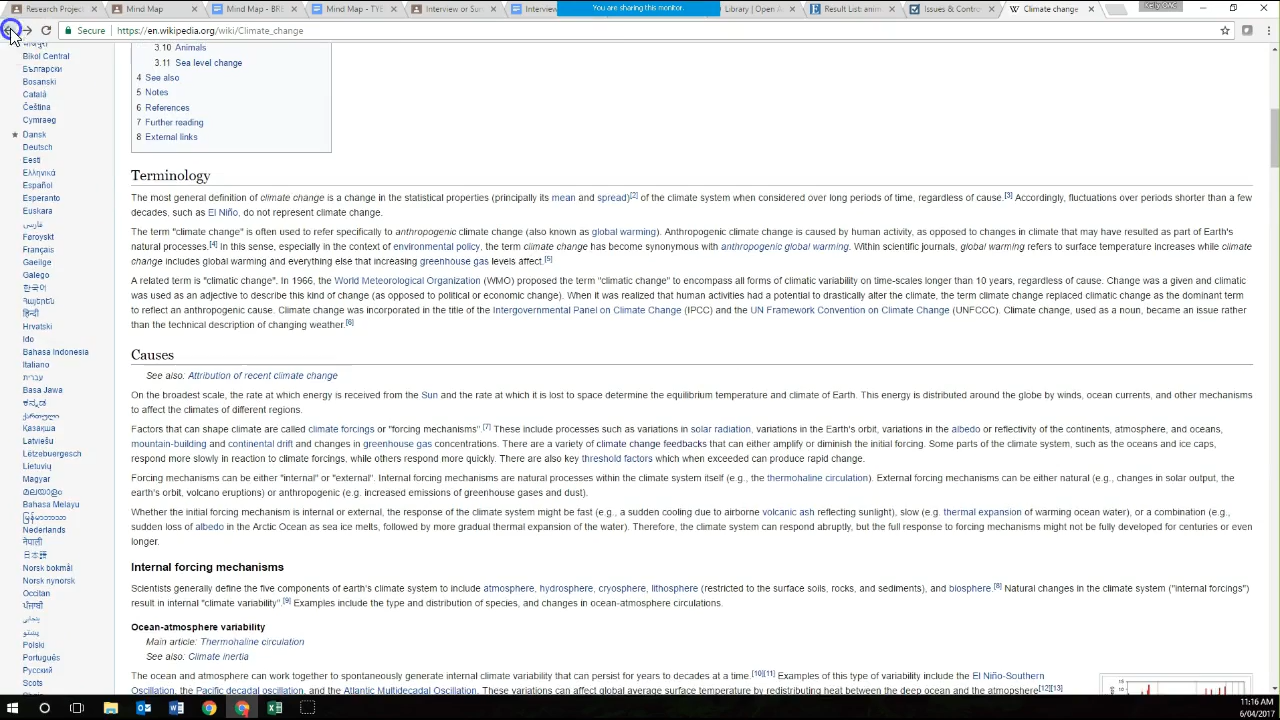 Research Projec
Mind Map
Mind Map - BRE
Mind Map - TYE
Interview or Sur
Interview
You are sharing this monitor.
Library | A
Result List: anim
Issues & Contro
Climate change
Kelly OWC
Secure
https://en.wikipedia.org/wiki/Climate_change
Bikol Central
Български
Bosanski
Català
Čeština
Cymraeg
Dansk
Deutsch
Eesti
Ελληνικά
Español
Esperanto
Euskara
فارسی
Føroyskt
Français
Gaeilge
Galego
한국어
Հայերեն
हिन्दी
Hrvatski
Ido
Bahasa Indonesia
Italiano
עברית
Basa Jawa
ಕನ್ನಡ
ქართული
Қазақша
Latviešu
Lëtzebuergesch
Lietuvių
Magyar
മലയാളം
Bahasa Melayu
မြန်မာဘာသာ
Nederlands
नेपाली
日本語
Norsk bokmål
Norsk nynorsk
Occitan
ਪੰਜਾਬੀ
پنجابی
پښتو
Polski
Português
Русский
Scots
3.10 Animals
3.11 Sea level change
4 See also
5 Notes
6 References
7 Further reading
8 External links
Terminology
The most general definition of climate change is a change in the statistical properties (principally its mean and spread)[2] of the climate system when considered over long periods of time, regardless of cause.[3] Accordingly, fluctuations over periods shorter than a few
decades, such as El Niño, do not represent climate change.
The term "climate change" is often used to refer specifically to anthropogenic climate change (also known as global warming). Anthropogenic climate change is caused by human activity, as opposed to changes in climate that may have resulted as part of Earth's
natural processes.[4] In this sense, especially in the context of environmental policy, the term climate change has become synonymous with anthropogenic global warming. Within scientific journals, global warming refers to surface temperature increases while climate
change includes global warming and everything else that increasing greenhouse gas levels affect.[5]
A related term is "climatic change". In 1966, the World Meteorological Organization (WMO) proposed the term "climatic change" to encompass all forms of climatic variability on time-scales longer than 10 years, regardless of cause. Change was a given and climatic
was used as an adjective to describe this kind of change (as opposed to political or economic change). When it was realized that human activities had a potential to drastically alter the climate, the term climate change replaced climatic change as the dominant term
to reflect an anthropogenic cause. Climate change was incorporated in the title of the Intergovernmental Panel on Climate Change (IPCC) and the UN Framework Convention on Climate Change (UNFCCC). Climate change, used as a noun, became an issue rather
than the technical description of changing weather.[6]
Causes
See also: Attribution of recent climate change
On the broadest scale, the rate at which energy is received from the Sun and the rate at which it is lost to space determine the equilibrium temperature and climate of Earth. This energy is distributed around the globe by winds, ocean currents, and other mechanisms
to affect the climates of different regions.
Factors that can shape climate are called climate forcings or "forcing mechanisms".[7] These include processes such as variations in solar radiation, variations in the Earth's orbit, variations in the albedo or reflectivity of the continents, atmosphere, and oceans,
mountain-building and continental drift and changes in greenhouse gas concentrations. There are a variety of climate change feedbacks that can either amplify or diminish the initial forcing. Some parts of the climate system, such as the oceans and ice caps,
respond more slowly in reaction to climate forcings, while others respond more quickly. There are also key threshold factors which when exceeded can produce rapid change.
Forcing mechanisms can be either "internal" or "external". Internal forcing mechanisms are natural processes within the climate system itself (e.g., the thermohaline circulation). External forcing mechanisms can be either natural (e.g., changes in solar output, the
earth's orbit, volcano eruptions) or anthropogenic (e.g. increased emissions of greenhouse gases and dust).
Whether the initial forcing mechanism is internal or external, the response of the climate system might be fast (e.g., a sudden cooling due to airborne volcanic ash reflecting sunlight), slow (e.g. thermal expansion of warming ocean water), or a combination (e.g.,
sudden loss of albedo in the Arctic Ocean as sea ice melts, followed by more gradual thermal expansion of the water). Therefore, the climate system can respond abruptly, but the full response to forcing mechanisms might not be fully developed for centuries or even
longer.
Internal forcing mechanisms
Scientists generally define the five components of earth's climate system to include atmosphere, hydrosphere, cryosphere, lithosphere (restricted to the surface soils, rocks, and sediments), and biosphere.[8] Natural changes in the climate system ("internal forcings")
result in internal "climate variability".[9] Examples include the type and distribution of species, and changes in ocean-atmosphere circulations.
Ocean-atmosphere variability
Main article: Thermohaline circulation
See also: Climate inertia
The ocean and atmosphere can work together to spontaneously generate internal climate variability that can persist for years to decades at a time.[10][11] Examples of this type of variability include the El Niño-Southern
Oscillation, the Pacific decadal oscillation, and the Atlantic Multidecadal Oscillation. These variations can affect global average surface temperature by redistributing heat between the deep ocean and the atmosphere[12][13]
11:16 AM
6/04/2017